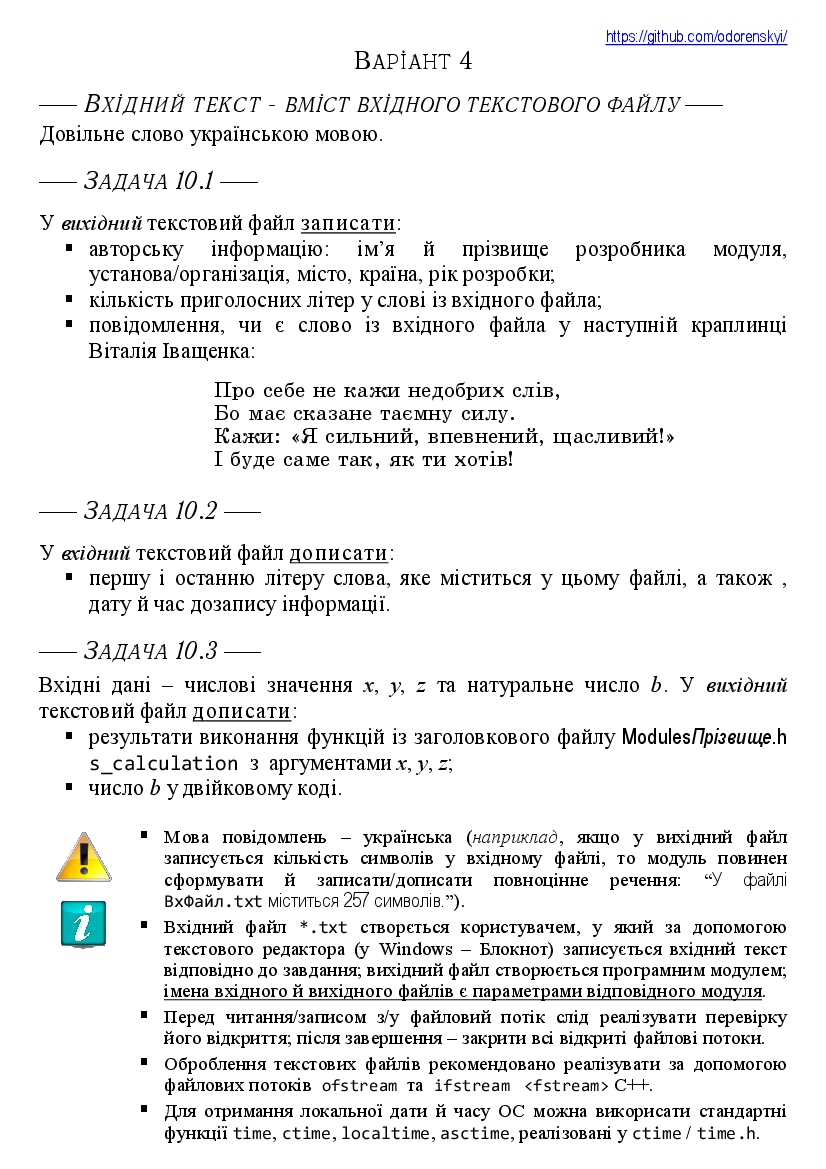 https://github.com/odorenskyi/
ВАРІАНТ 4
ВХІДНИЙ ТЕКСТ - ВМІСТ ВХІДНОГО ТЕКСТОВОГО ФАЙЛУ
Довільне слово українською мовою.
ЗАДАЧА 10.1
У вихідний текстовий файл записати:
▪ авторську інформацію: ім’я й прізвище розробника модуля,
установа/організація, місто, країна, рік розробки;
▪ кількість приголосних літер у слові із вхідного файла;
▪ повідомлення, чи є слово із вхідного файла у наступній краплинці
Віталія Іващенка:
Про себе не кажи недобрих слів,
Бо має сказане таємну силу.
Кажи: «Я сильний, впевнений, щасливий!»
І буде саме так, як ти хотів!
ЗАДАЧА 10.2
У вхідний текстовий файл дописати:
▪ першу і останню літеру слова, яке міститься у цьому файлі, а також ,
дату й час дозапису інформації.
ЗАДАЧА 10.3
Вхідні дані – числові значення x, y, z та натуральне число b. У вихідний
текстовий файл дописати:
▪ результати виконання функцій із заголовкового файлу ModulesПрізвище.h
s_calculation з аргументами x, y, z;
▪ число b у двійковому коді.
▪ Мова повідомлень – українська (наприклад, якщо у вихідний файл
записується кількість символів у вхідному файлі, то модуль повинен
сформувати й записати/дописати повноцінне речення: “У файлі
ВхФайл.txt міститься 257 символів.”).
▪ Вхідний файл *.txt створється користувачем, у який за допомогою
текстового редактора (у Windows – Блокнот) записується вхідний текст
відповідно до завдання; вихідний файл створюється програмним модулем;
імена вхідного й вихідного файлів є параметрами відповідного модуля.
▪ Перед читання/записом з/у файловий потік слід реалізувати перевірку
його відкриття; після завершення – закрити всі відкриті файлові потоки.
▪ Оброблення текстових файлів рекомендовано реалізувати за допомогою
файлових потоків ofstream та ifstream <fstream> С++.
▪ Для отримання локальної дати й часу ОС можна викорисати стандартні
функції time, ctime, localtime, asctime, реалізовані у ctime / time.h.